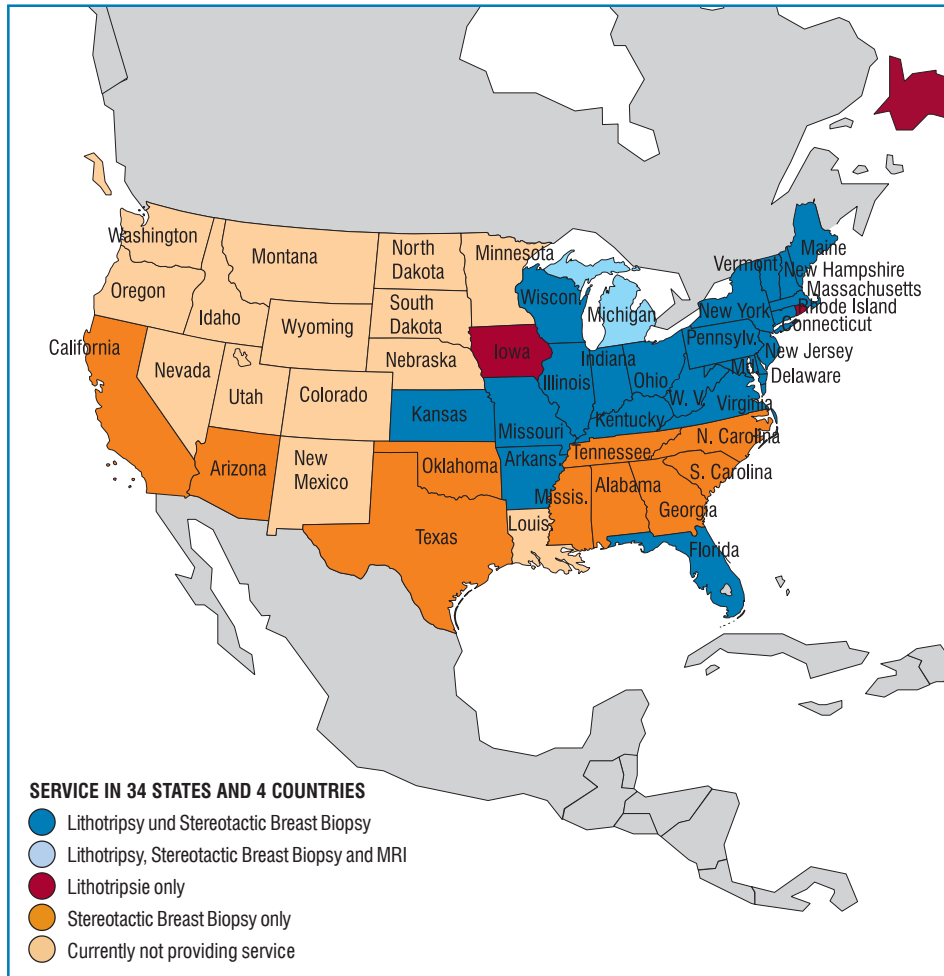 Washington
Montana
North
Dakota
Minnesota
Oregon
Idaho
Wyoming
South
Dakota
Wiscon.
Michigan
Vermont
Maine
New Hampshire
Massachusetts
New York
Rhode Island
Connecticut
California
Nevada
Utah
Colorado
Nebraska
Iowa
Illinois
Indiana
Ohio
Pennsylv.
New Jersey
Md.
Delaware
W. V.
Virginia
Kansas
Missouri
Kentucky
Arizona
New
Mexico
Oklahoma
Arkans.
Tennessee
N. Carolina
S. Carolina
Texas
Louis.
Missis.
Alabama
Georgia
Florida
SERVICE IN 34 STATES AND 4 COUNTRIES
Lithotripsy und Stereotactic Breast Biopsy
Lithotripsy, Stereotactic Breast Biopsy and MRI
Lithotripsie only
Stereotactic Breast Biopsy only
Currently not providing service